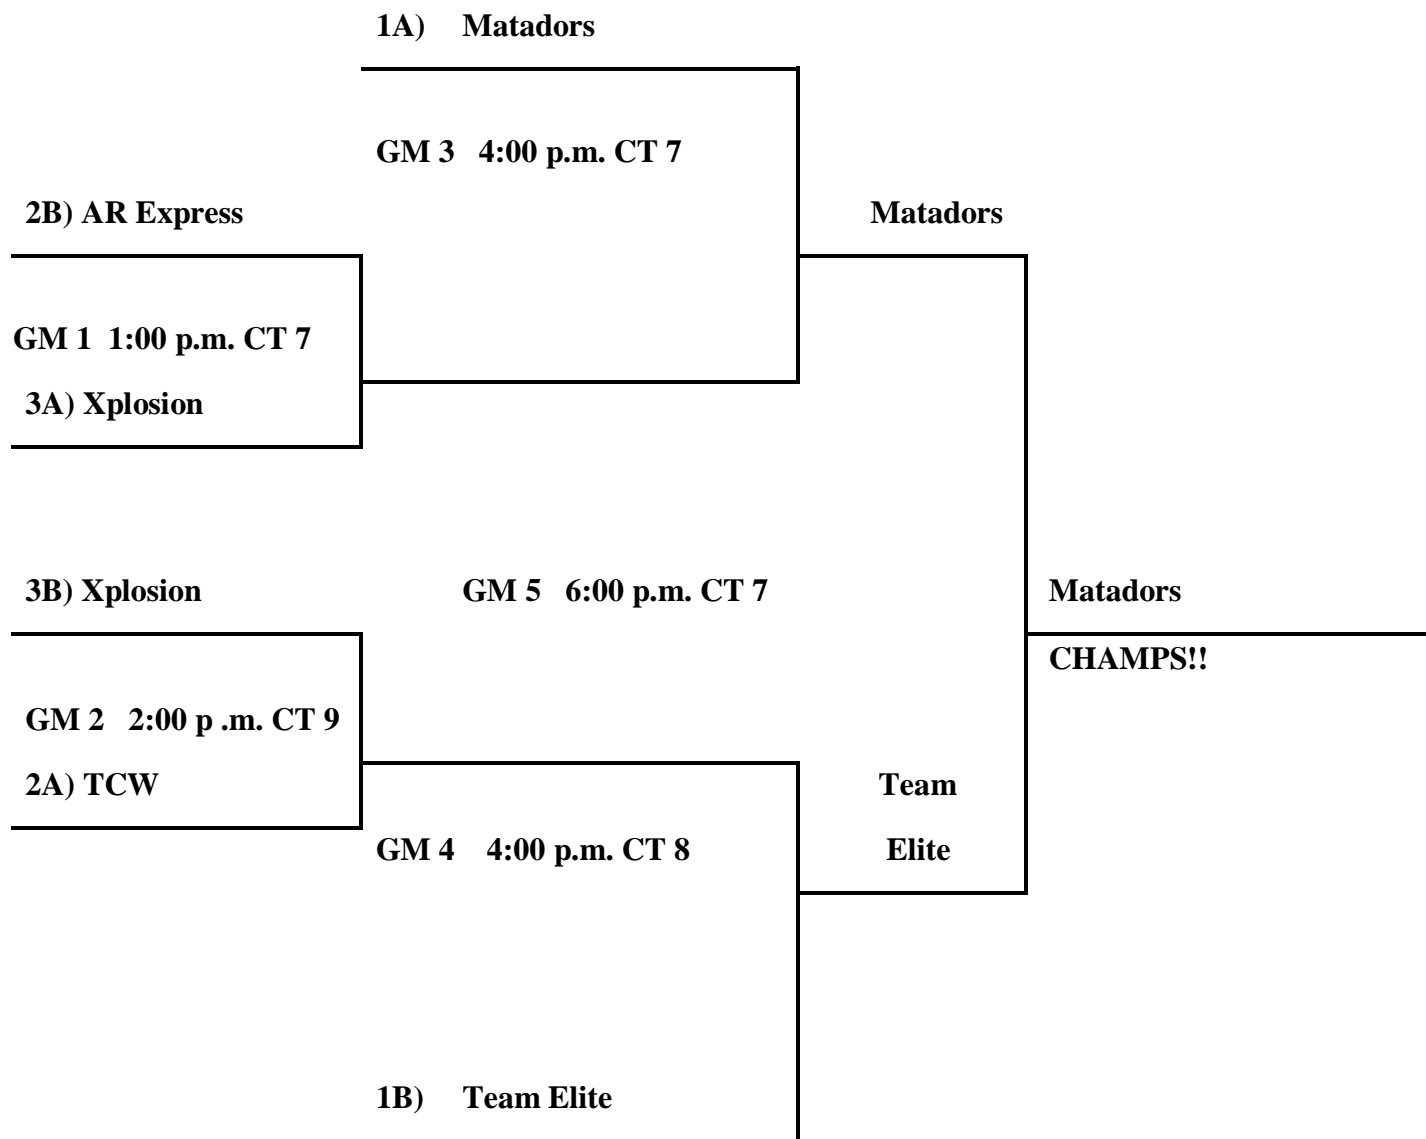 1A) Matadors
GM 3 4:00 p.m. CT 7
2B) AR Express
Matadors
GM 1 1:00 p.m. CT 7
3A) Xplosion
3B) Xplosion
GM 5 6:00 p.m. CT 7
Matadors
CHAMPS!!
GM 2 2:00 p .m. CT 9
2A) TCW
Team
Elite
GM 4 4:00 p.m. CT 8
1B) Team Elite